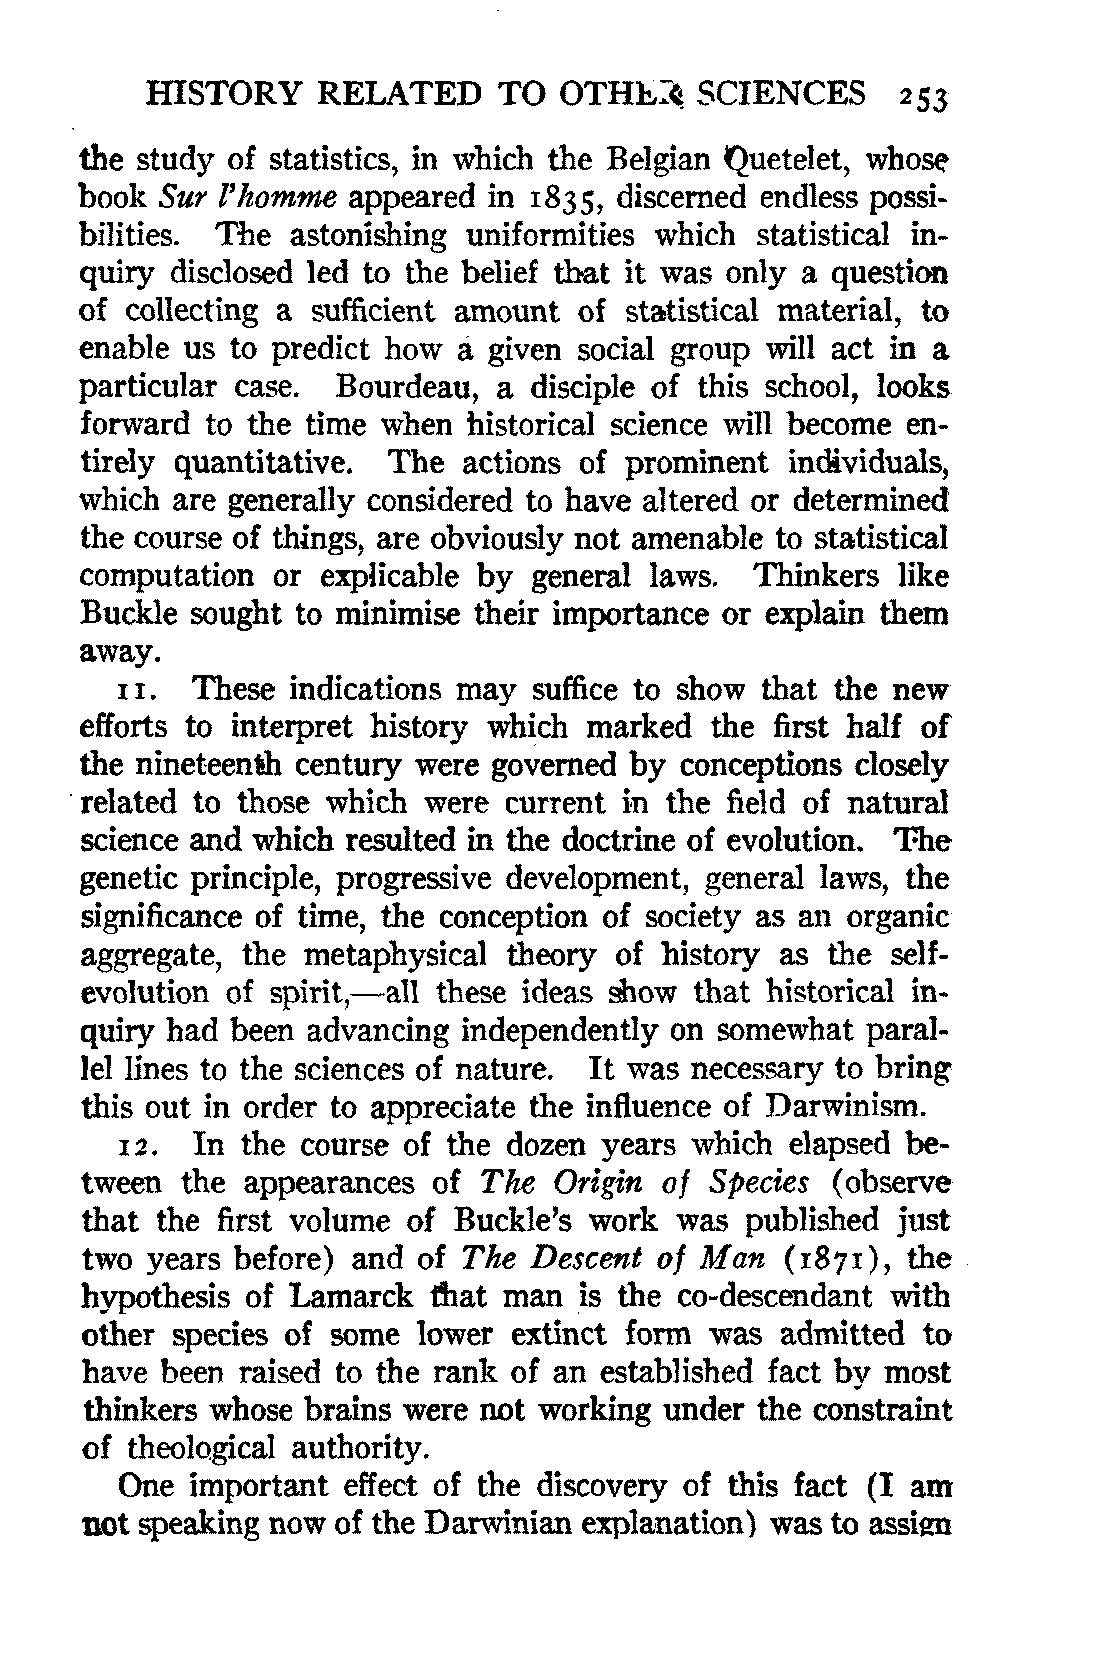 HISTORY RELATED TO OTHER SCIENCES 253
the study of statistics, in which the Belgian Quetelet, whose
book Sur l'homme appeared in 1835, discerned endless possi-
bilities. The astonishing uniformities which statistical in-
quiry disclosed led to the belief that it was only a question
of collecting a sufficient amount of statistical material, to
enable us to predict how a given social group will act in a
particular case. Bourdeau, a disciple of this school, looks
forward to the time when historical science will become en-
tirely quantitative. The actions of prominent individuals,
which are generally considered to have altered or determined
the course of things, are obviously not amenable to statistical
computation or explicable by general laws. Thinkers like
Buckle sought to minimise their importance or explain them
away.
11. These indications may suffice to show that the new
efforts to interpret history which marked the first half of
the nineteenth century were governed by conceptions closely
related to those which were current in the field of natural
science and which resulted in the doctrine of evolution. The
genetic principle, progressive development, general laws, the
significance of time, the conception of society as an organic
aggregate, the metaphysical theory of history as the self-
evolution of spirit,—all these ideas show that historical in-
quiry had been advancing independently on somewhat paral-
lel lines to the sciences of nature. It was necessary to bring
this out in order to appreciate the influence of Darwinism.
12. In the course of the dozen years which elapsed be-
tween the appearances of The Origin of Species (observe
that the first volume of Buckle's work was published just
two years before) and of The Descent of Man (1871), the
hypothesis of Lamarck that man is the co-descendant with
other species of some lower extinct form was admitted to
have been raised to the rank of an established fact by most
thinkers whose brains were not working under the constraint
of theological authority.
One important effect of the discovery of this fact (I am
not speaking now of the Darwinian explanation) was to assign